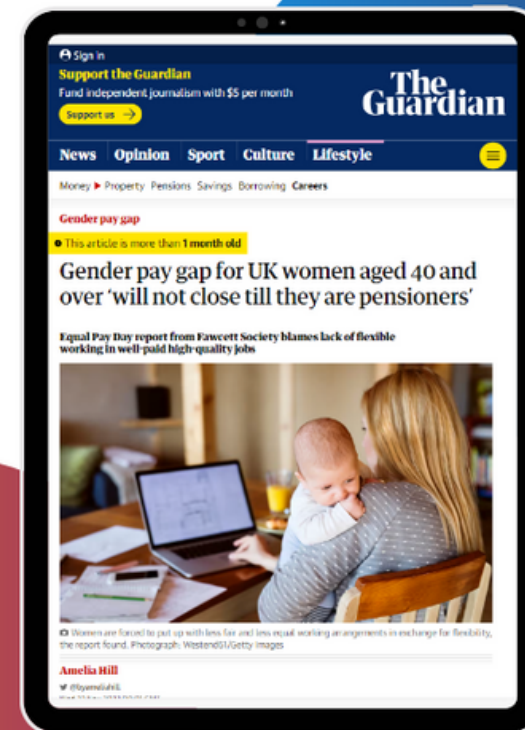 Sign in
Support the Guardian
Fund independent journalism with $5 per month
Support us →
The
Guardian
News Opinion Sport Culture Lifestyle
Money ▶ Property Pensions Savings Borrowing Careers
Gender pay gap
This article is more than 1 month old
Gender pay gap for UK women aged 40 and
over ‘will not close till they are pensioners’
Equal Pay Day report from Fawcett Society blames lack of flexible
working in well-paid high-quality jobs
Women are forced to put up with less fair and less equal working arrangements in exchange for flexibility,
the report found. Photograph: Westend61/Getty Images
Amelia Hill
@byameliahill